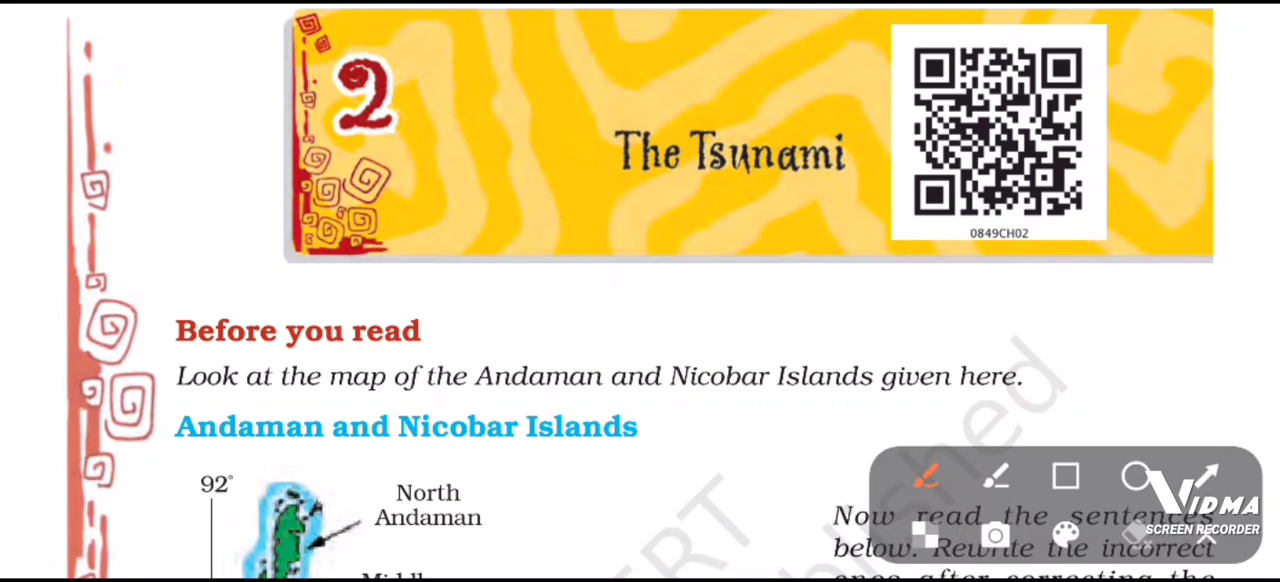 2
The Tsunami
0849CH02
Before you read
Look at the map of the Andaman and Nicobar Islands given here.
Andaman and Nicobar Islands
92°
North
Andaman
Now read the sentences
below. Rewrite the incorrect
VIDMA
SCREEN RECORDER